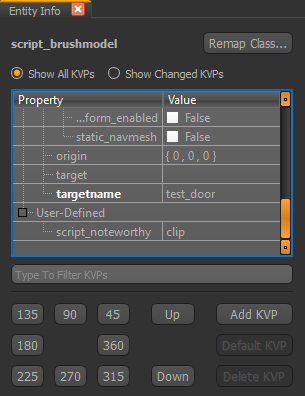 Entity Info
script_brushmodel
Remap Class...
Show All KVPs Show Changed KVPs
Property Value
...form_enabled False
static_navmesh False
origin ( 0 , 0 , 0 )
target
targetname test_door
User-Defined
script_noteworthy clip
Type To Filter KVPs
135 90 45 Up Add KVP
180 360 Default KVP
225 270 315 Down Delete KVP